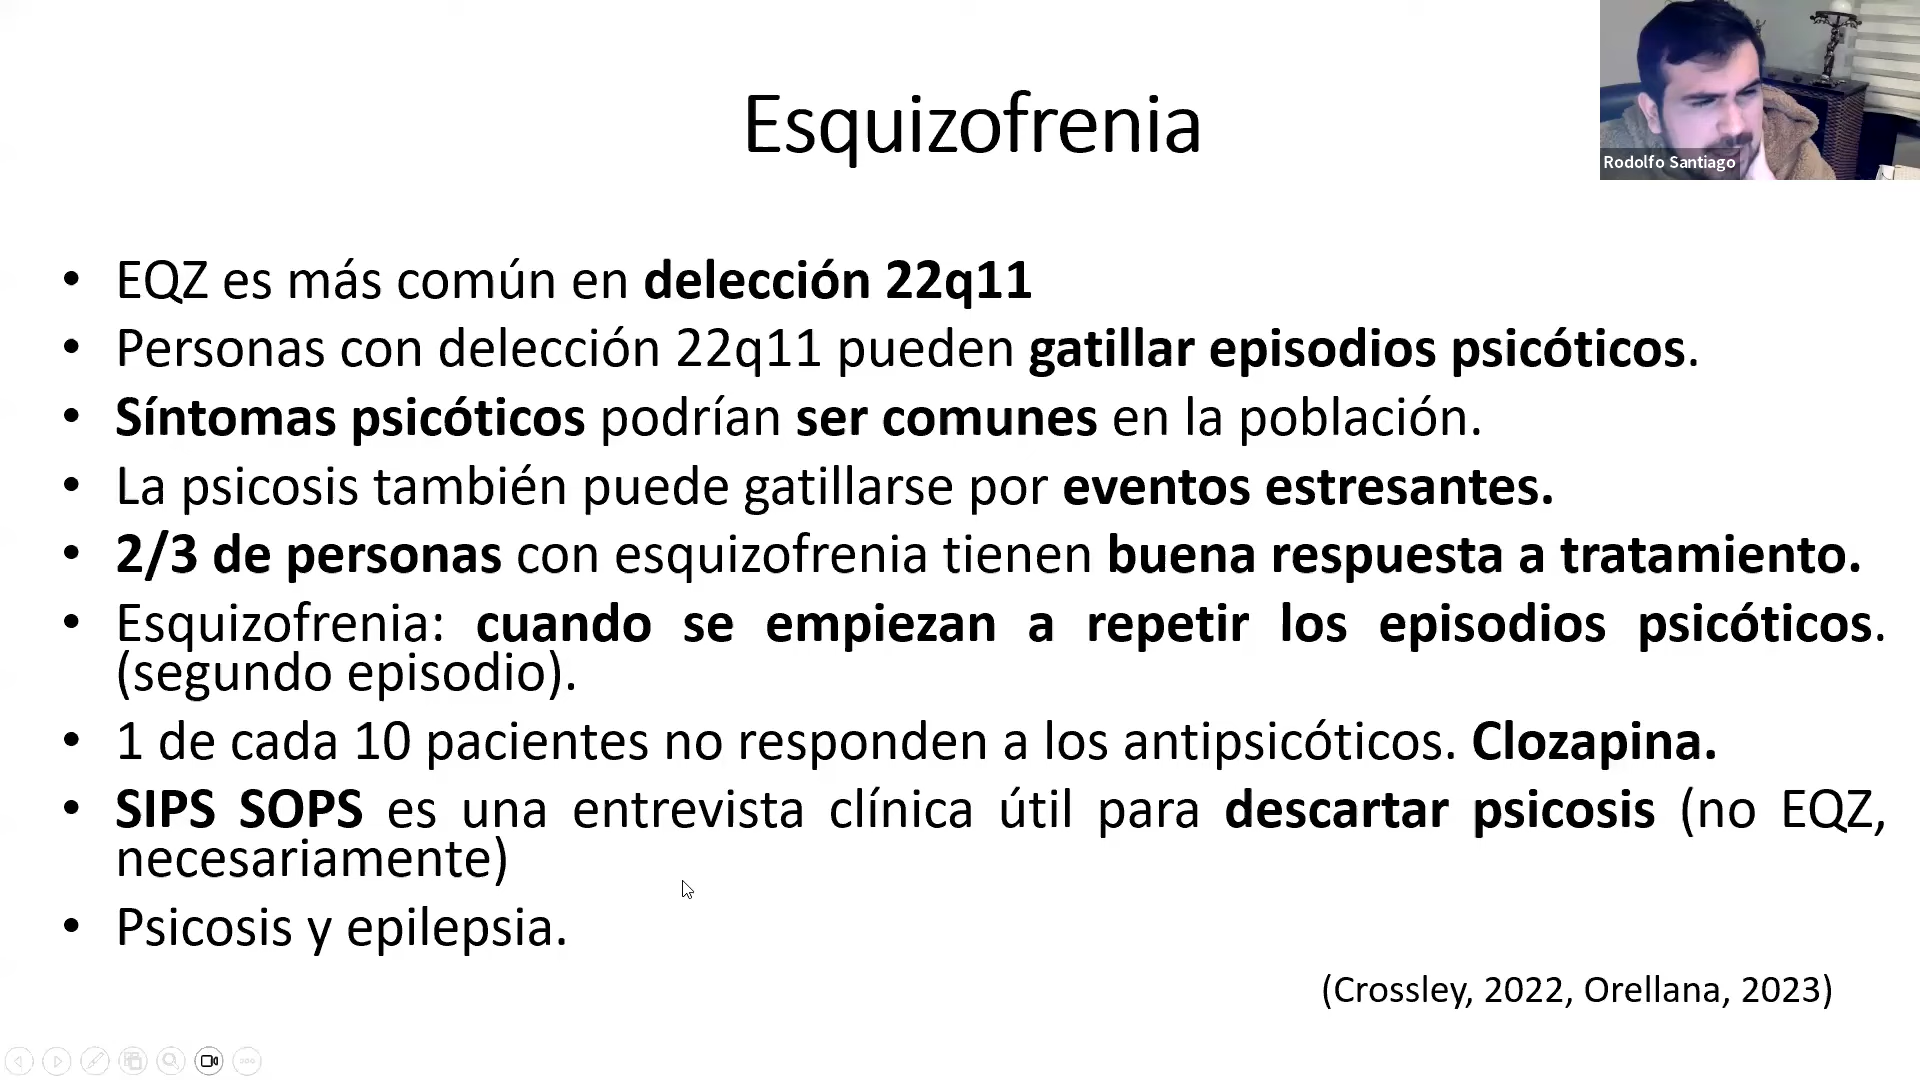 Esquizofrenia
Rodolfo Santiago
• EQZ es más común en delección 22q11
• Personas con delección 22q11 pueden gatillar episodios psicóticos.
• Síntomas psicóticos podrían ser comunes en la población.
• La psicosis también puede gatillarse por eventos estresantes.
• 2/3 de personas con esquizofrenia tienen buena respuesta a tratamiento.
• Esquizofrenia: cuando se empiezan a repetir los episodios psicóticos.
(segundo episodio).
• 1 de cada 10 pacientes no responden a los antipsicóticos. Clozapina.
• SIPS SOPS es una entrevista clínica útil para descartar psicosis (no EQZ,
necesariamente)
• Psicosis y epilepsia.
(Crossley, 2022, Orellana, 2023)